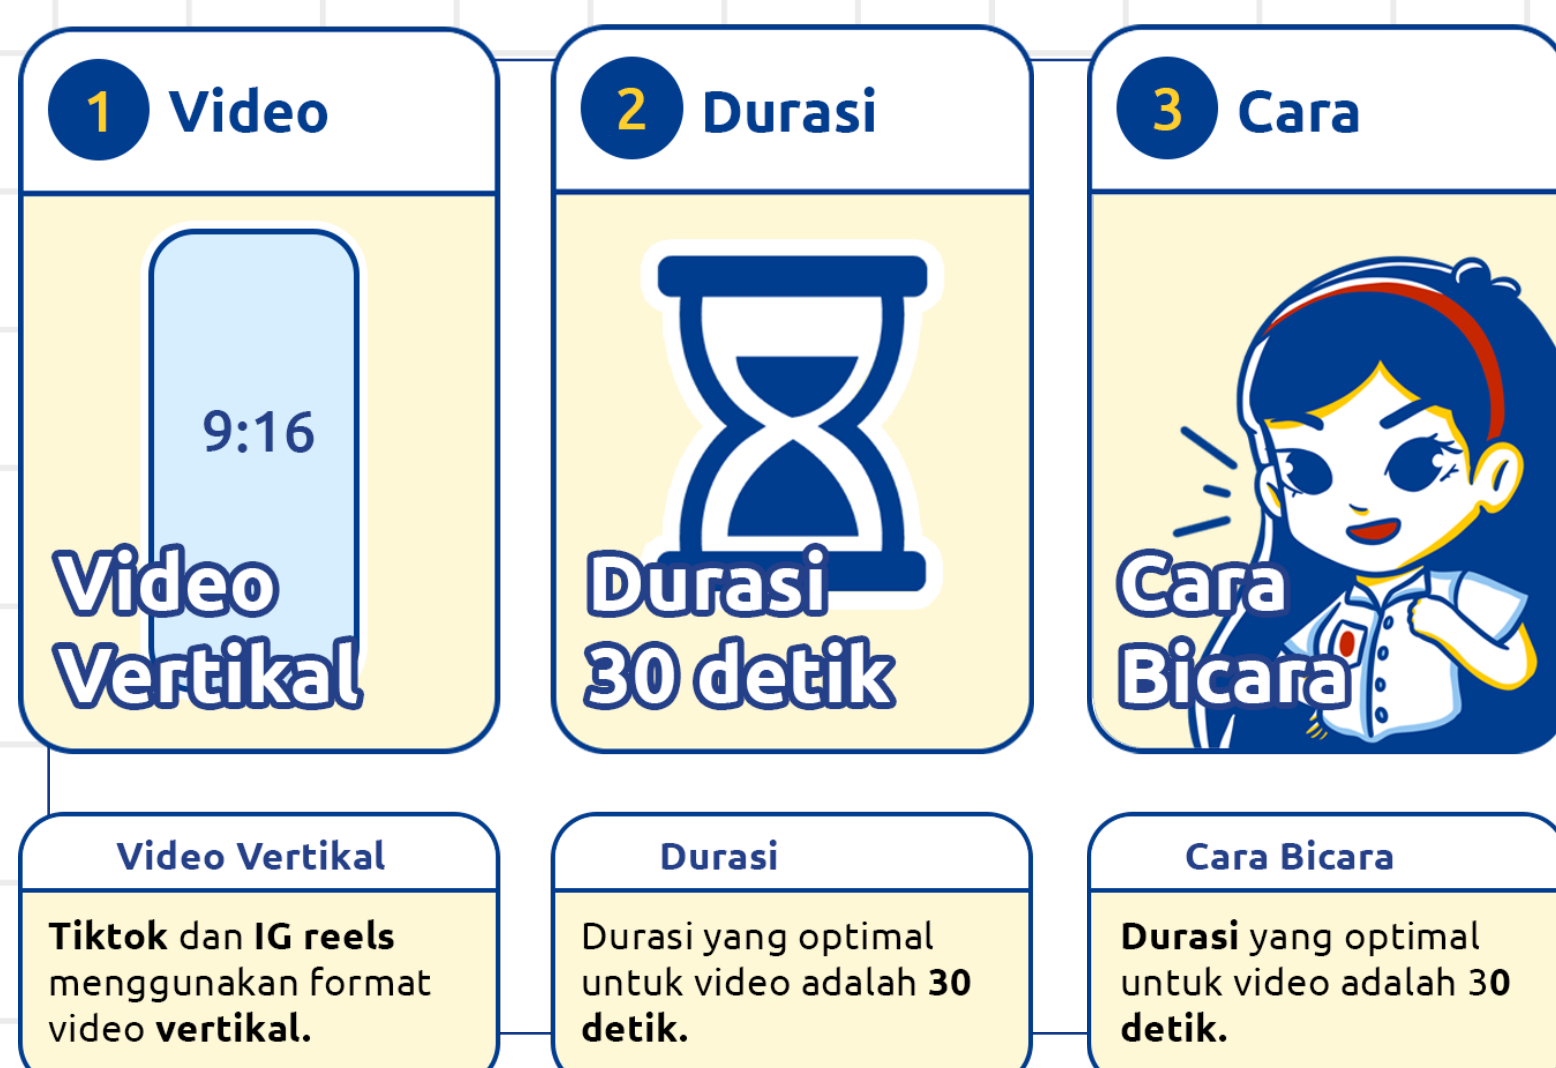 1 Video
Video
Vertikal
9:16
2 Durasi
Durasi
30 detik
3 Cara
Cara
Bicara
Video Vertikal
Tiktok dan IG reels
menggunakan format
video vertikal.
Durasi
Durasi yang optimal
untuk video adalah 30
detik.
Cara Bicara
Durasi yang optimal
untuk video adalah 30
detik.